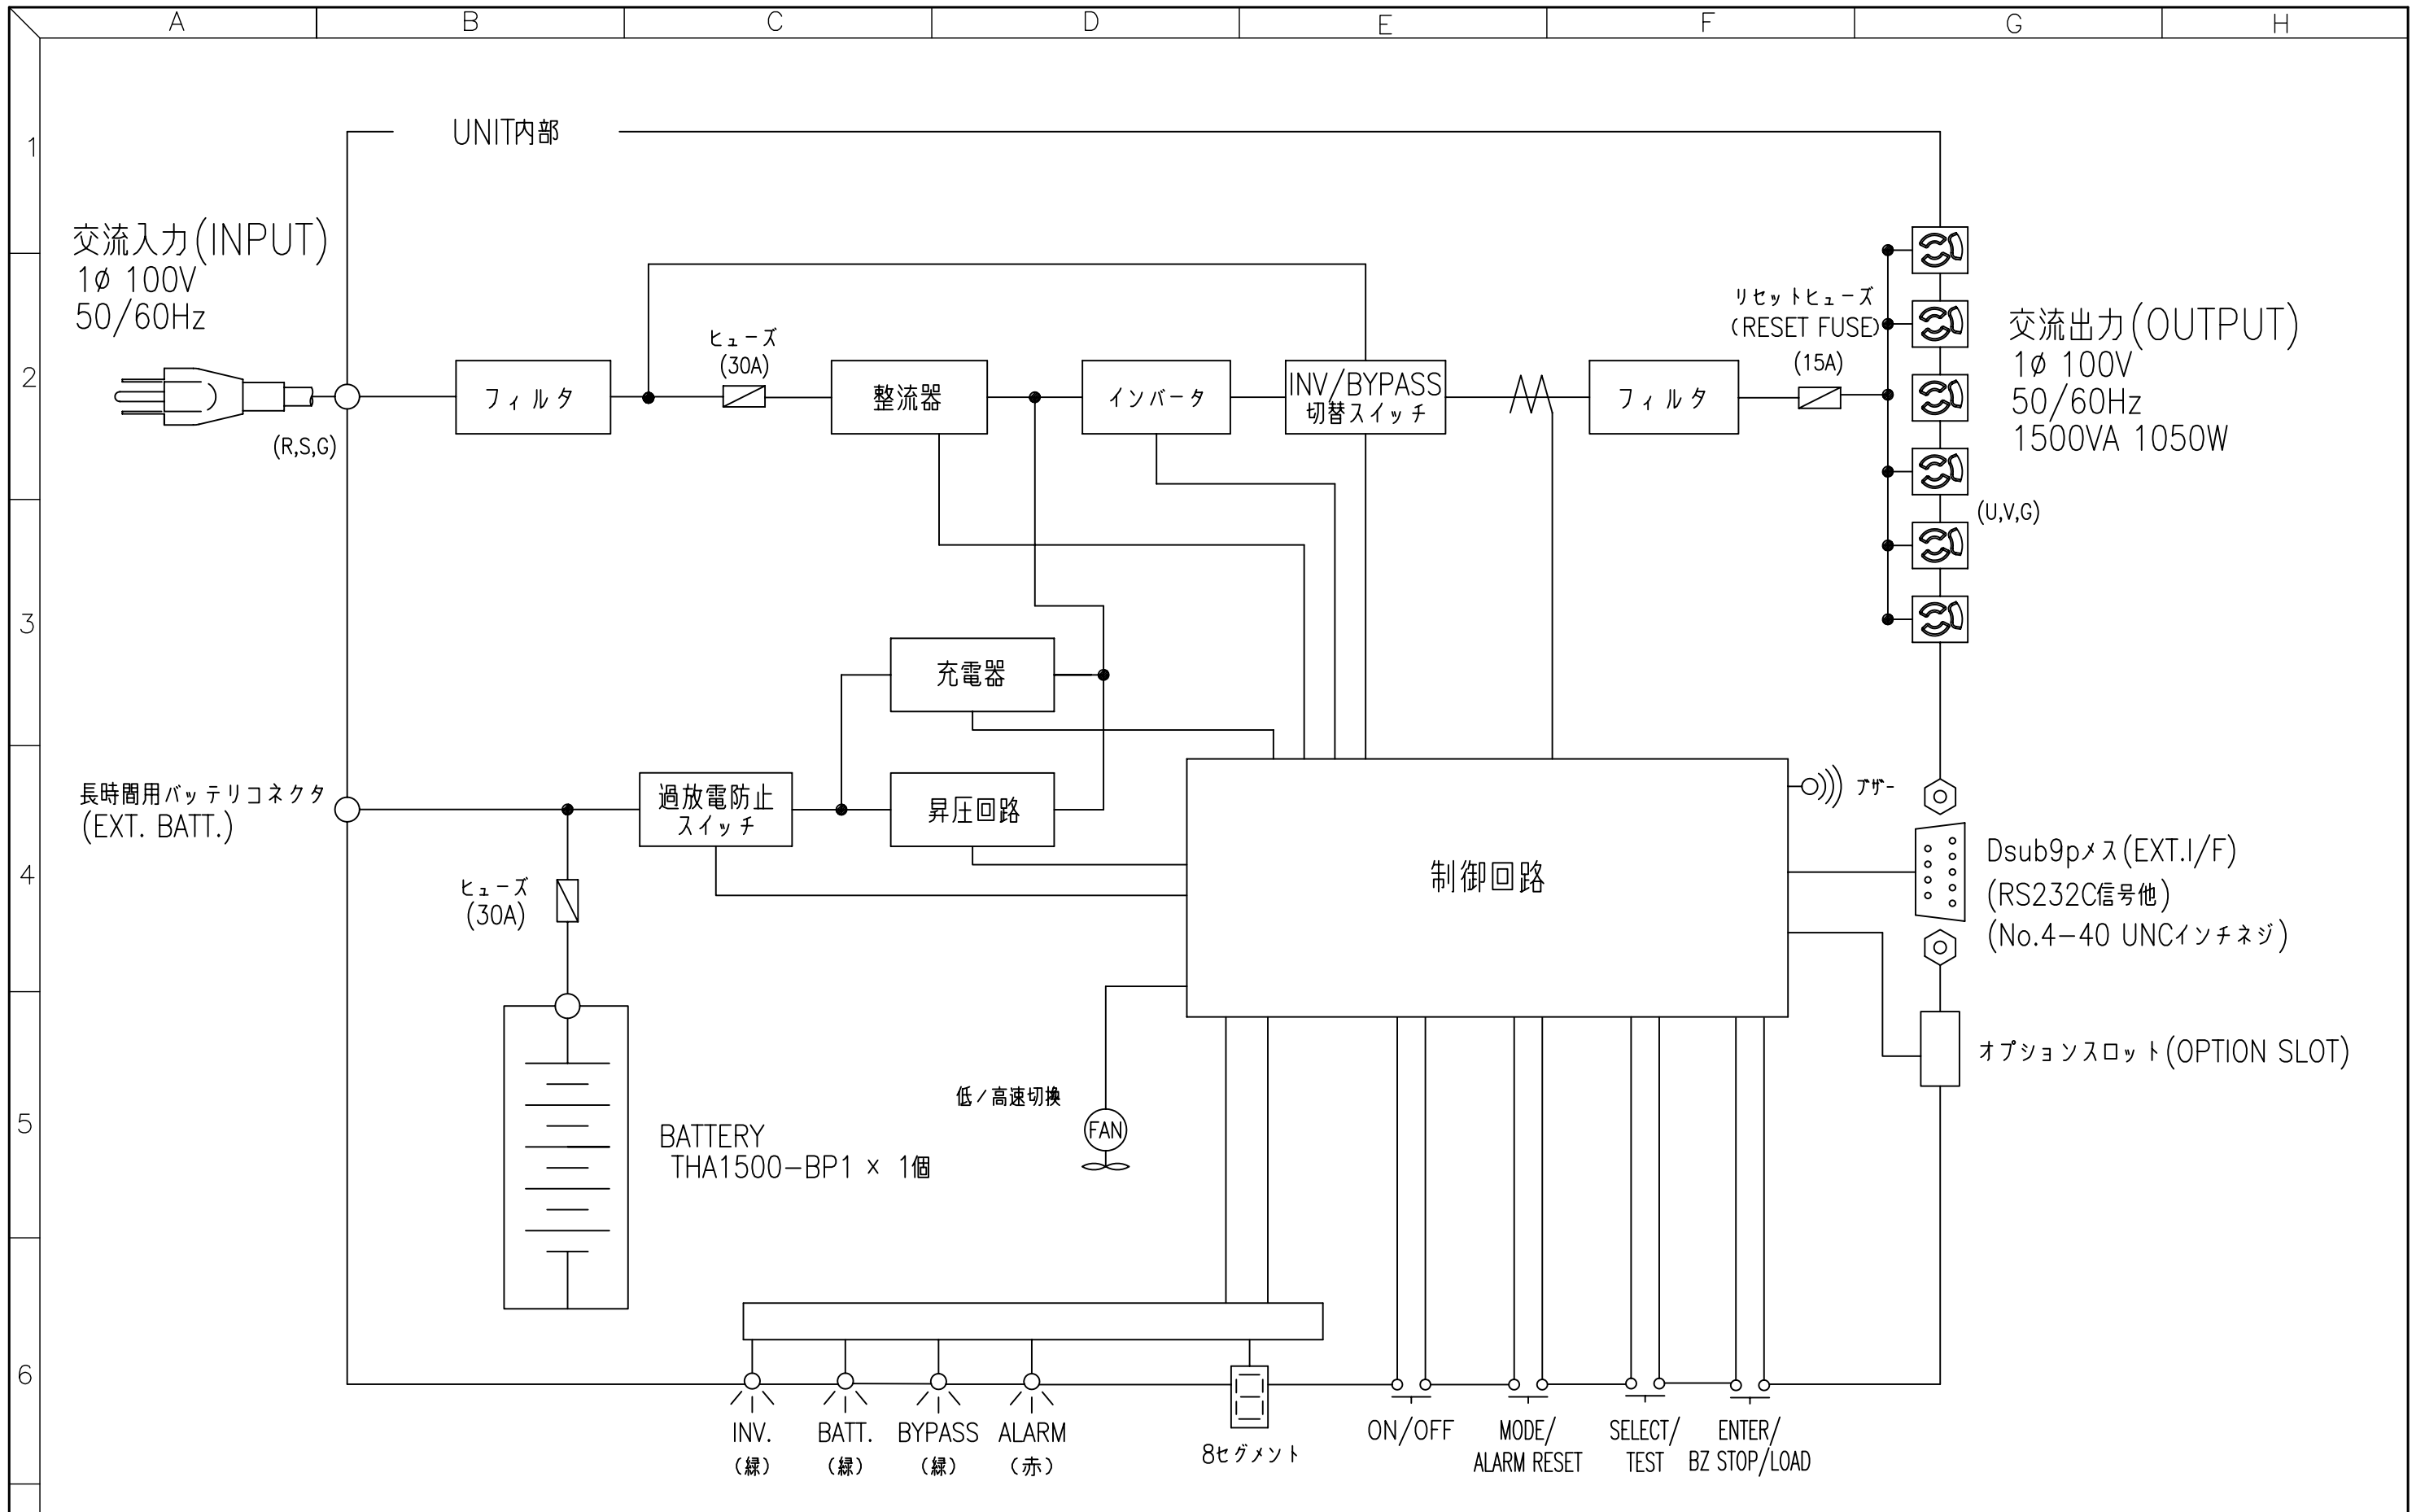 A
B
C
D
E
F
G
H
1
2
3
4
5
6
UNIT内部
交流入力(INPUT)
1φ 100V
50/60Hz
(R,S,G)
フィルタ
ヒューズ
(30A)
整流器
インバータ
INV/BYPASS
切替スイッチ
フィルタ
リセットヒューズ
(RESET FUSE)
(15A)
交流出力(OUTPUT)
1φ 100V
50/60Hz
1500VA 1050W
(U,V,G)
充電器
長時間用バッテリコネクタ
(EXT. BATT.)
過放電防止
スイッチ
昇圧回路
制御回路
ブザー
ヒューズ
(30A)
Dsub9pメス(EXT.I/F)
(RS232C信号他)
(No.4-40 UNCインチネジ)
オプションスロット(OPTION SLOT)
低/高速切換
FAN
BATTERY
THA1500-BP1 × 1個
INV.
(緑)
BATT.
(緑)
BYPASS
(緑)
ALARM
(赤)
8セグメント
ON/OFF
MODE/
ALARM RESET
SELECT/
TEST
ENTER/
BZ STOP/LOAD